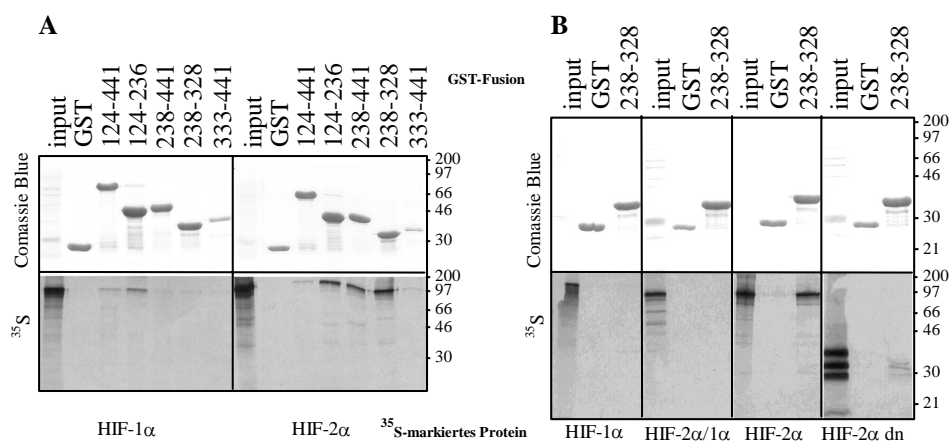 A
B
GST-Fusion
input
GST
124-441
124-236
238-441
238-328
333-441
input
GST
124-441
124-236
238-441
238-328
333-441
input
GST
238-328
input
GST
238-328
input
GST
238-328
input
GST
238-328
Comassie Blue
200
97
66
46
30
Comassie Blue
200
97
66
46
30
21
35S
200
97
66
46
30
35S
200
97
66
46
30
21
HIF-1α
HIF-2α
35S-markiertes Protein
HIF-1α
HIF-2α/1α
HIF-2α
HIF-2α dn